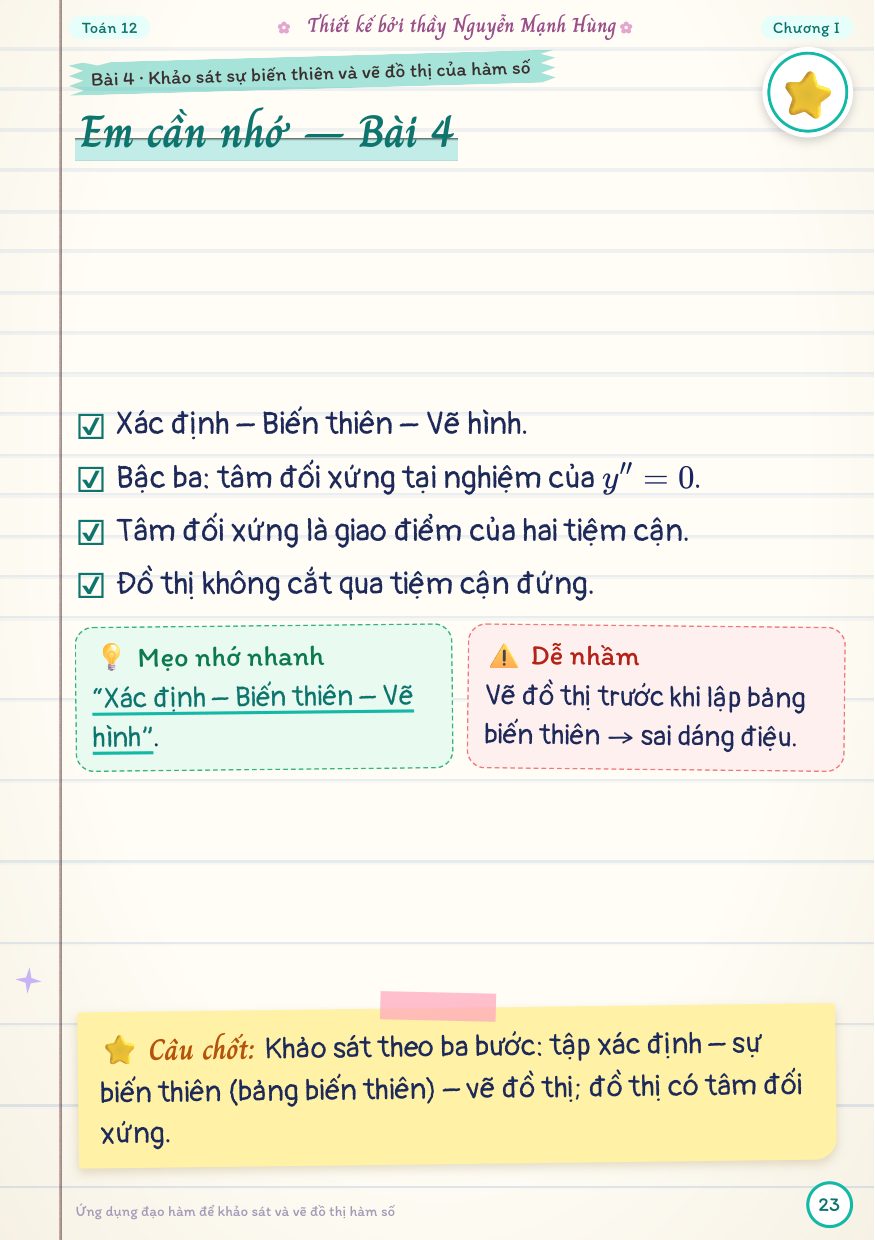 Toán 12
Thiết kế bởi thầy Nguyễn Mạnh Hùng
Chương I
Bài 4 · Khảo sát sự biến thiên và vẽ đồ thị của hàm số
Em cần nhớ — Bài 4
Xác định – Biến thiên – Vẽ hình.
Bậc ba: tâm đối xứng tại nghiệm của y″ = 0.
Tâm đối xứng là giao điểm của hai tiệm cận.
Đồ thị không cắt qua tiệm cận đứng.
Mẹo nhớ nhanh
“Xác định – Biến thiên – Vẽ
hình”.
Dễ nhầm
Vẽ đồ thị trước khi lập bảng
biến thiên → sai dáng điệu.
Câu chốt: Khảo sát theo ba bước: tập xác định – sự
biến thiên (bảng biến thiên) – vẽ đồ thị; đồ thị có tâm đối
xứng.
Ứng dụng đạo hàm để khảo sát và vẽ đồ thị hàm số
23